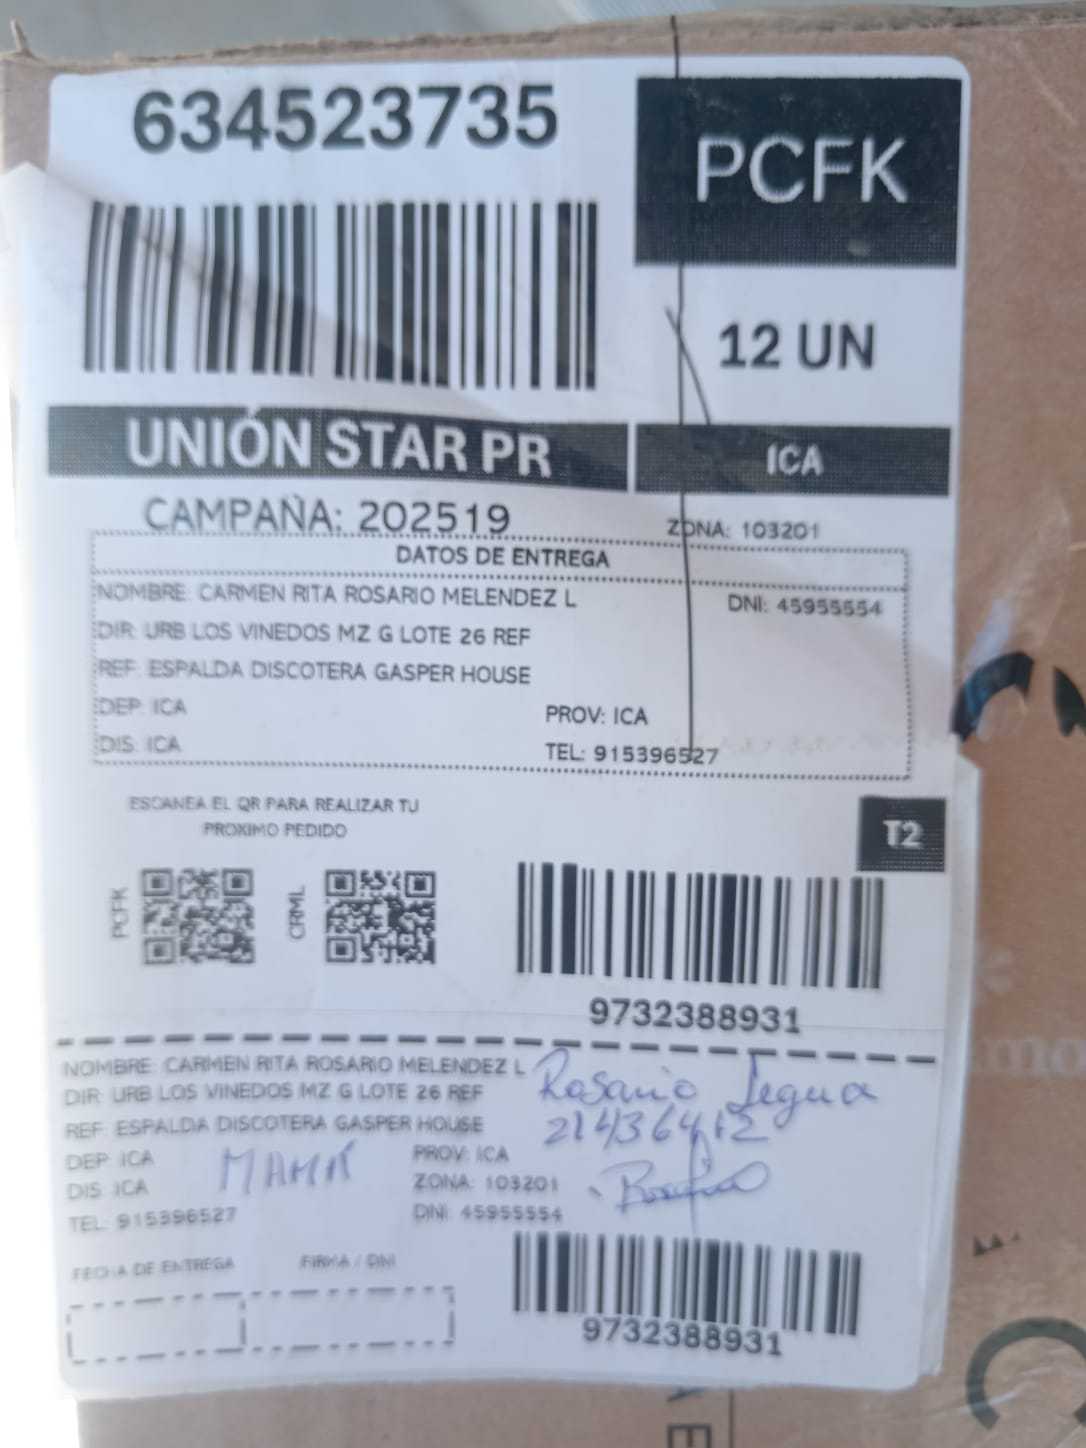 634523735
PCFK
12 UN
UNIÓN STAR PR
ICA
CAMPAÑA: 202519
ZONA: 103201
DATOS DE ENTREGA
NOMBRE: CARMEN RITA ROSARIO MELENDEZ L
DNI: 45955554
DIR: URB LOS VINEDOS MZ G LOTE 26 REF
REF: ESPALDA DISCOTERA GASPER HOUSE
DEP: ICA
PROV: ICA
DIS: ICA
TEL: 915396527
ESCANEA EL QR PARA REALIZAR TU
PROXIMO PEDIDO
T2
PCFK
CRML
9732388931
NOMBRE: CARMEN RITA ROSARIO MELENDEZ L
DIR: URB LOS VINEDOS MZ G LOTE 26 REF
REF: ESPALDA DISCOTERA GASPER HOUSE
DEP: ICA
PROV: ICA
DIS: ICA
ZONA: 103201
TEL: 915396527
DNI: 45955554
Rosario Legua
21436412
MAMA
FECHA DE ENTREGA
FIRMA / DNI
9732388931